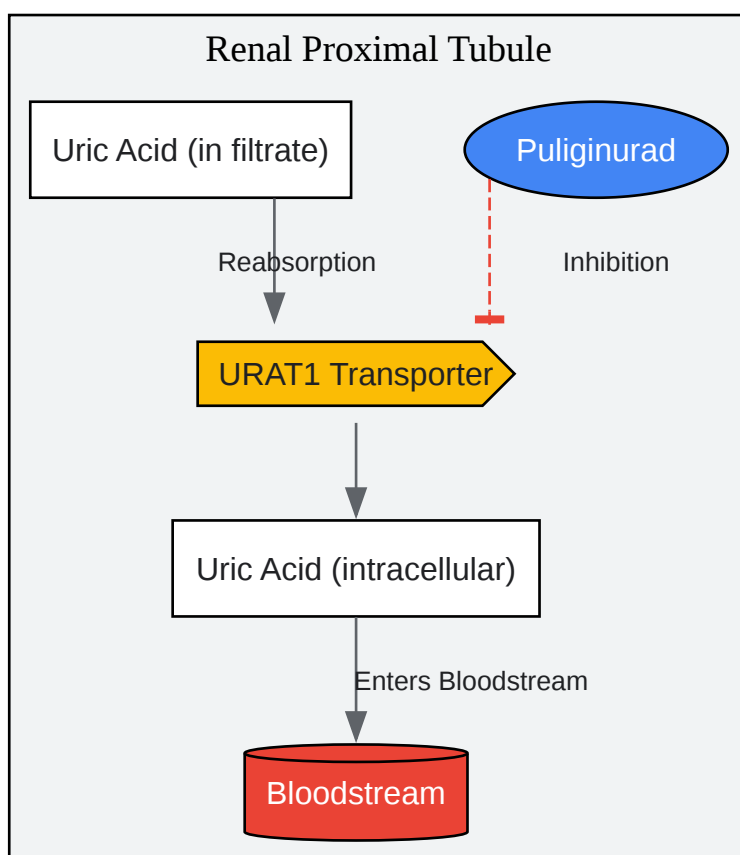 Renal Proximal Tubule
Uric Acid (in filtrate)
Puliginurad
Reabsorption
Inhibition
URAT1 Transporter
Uric Acid (intracellular)
Enters Bloodstream
Bloodstream